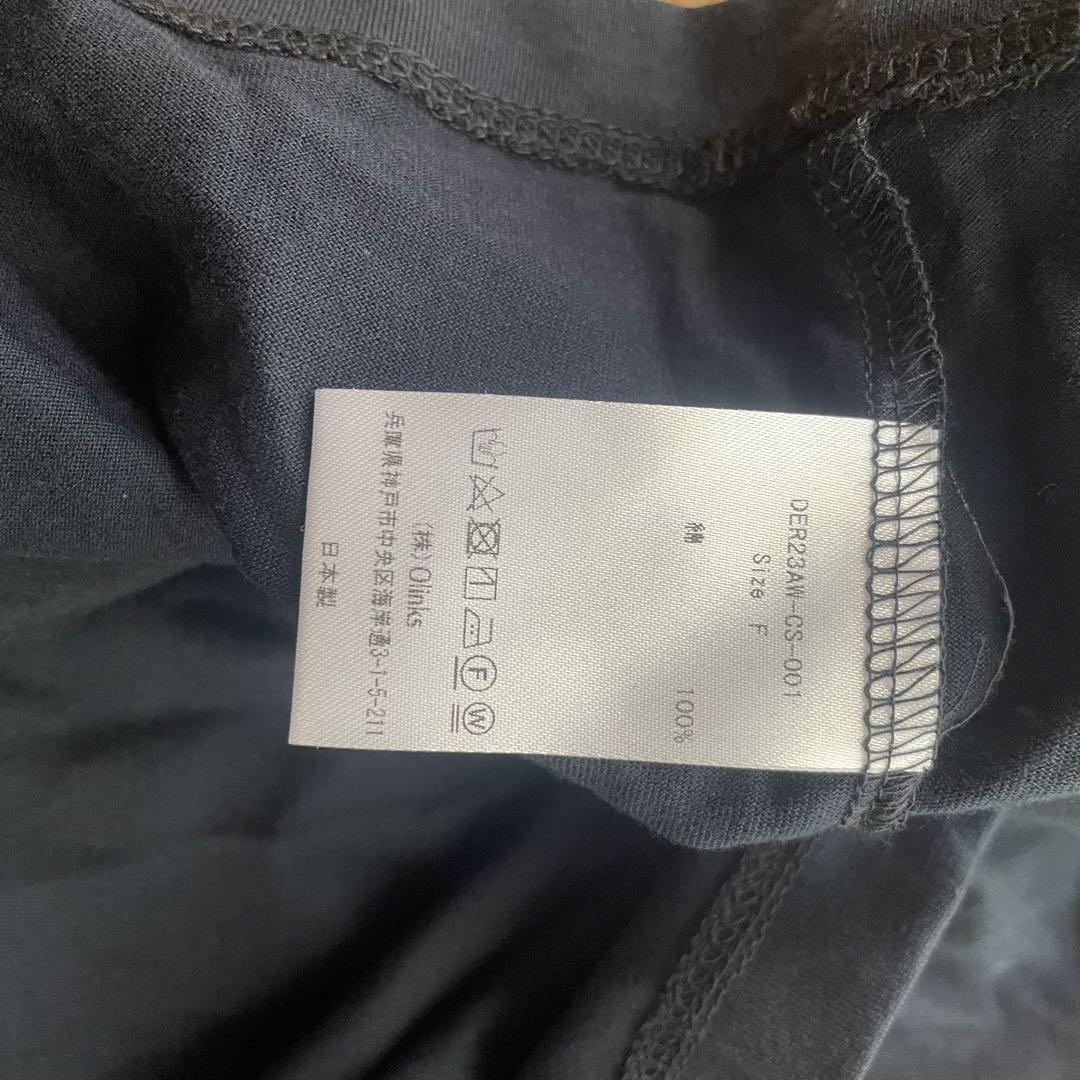 DER23AW-CS-001
Size F
綿 100%
F W
(株) Olinks
兵庫県神戸市中央区海岸通3-1-5-211
日本製